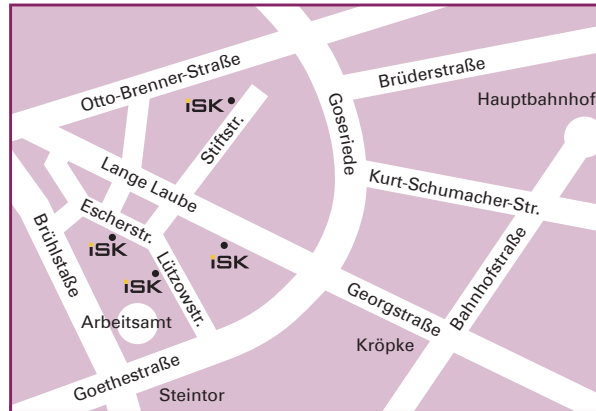 Otto-Brenner-Straße
Brüderstraße
Hauptbahnhof
iSK
Stiftstr.
Goseriede
Lange Laube
Kurt-Schumacher-Str.
Escherstr.
Brühlstaße
iSK
iSK
iSK
Lützowstr.
Bahnhofstraße
Georgstraße
Arbeitsamt
Kröpke
Goethestraße
Steintor